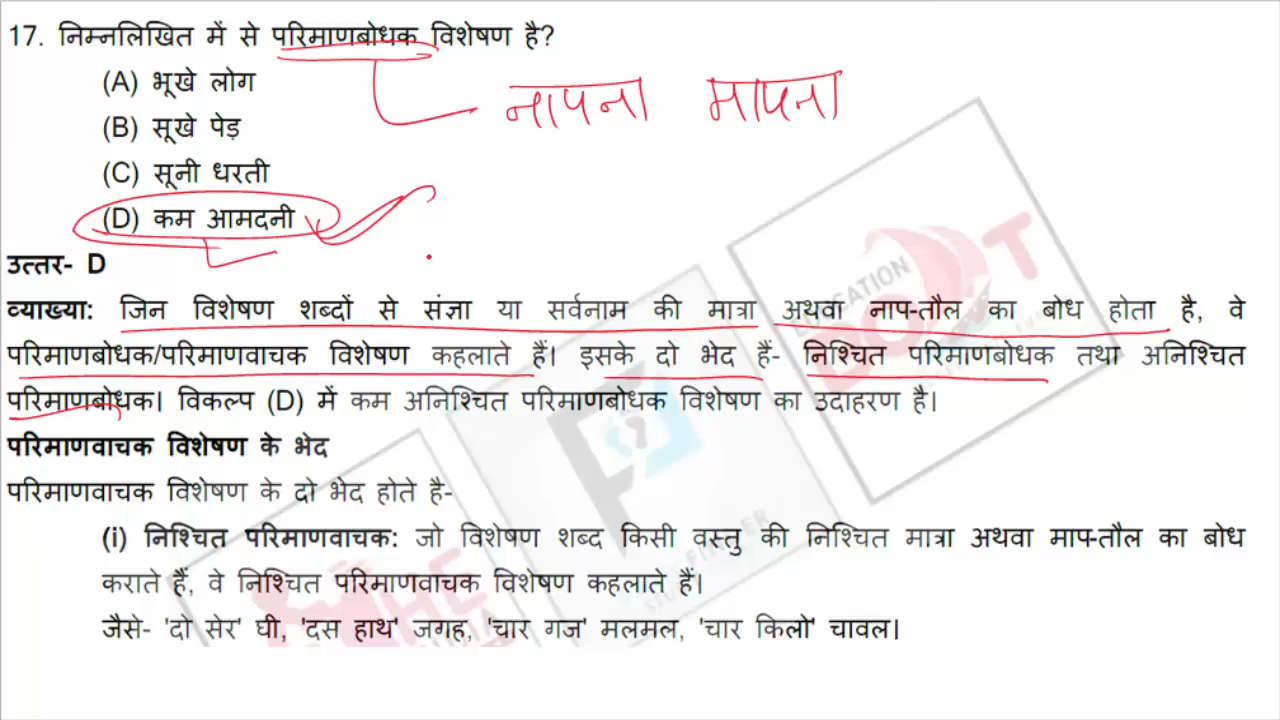 17. निम्नलिखित में से परिमाणबोधक विशेषण है?
(A) भूखे लोग
नापना मापना
(B) सूखे पेड़
(C) सूनी धरती
(D) कम आमदनी
उत्तर- D
व्याख्या: जिन विशेषण शब्दों से संज्ञा या सर्वनाम की मात्रा अथवा नाप-तौल का बोध होता है, वे
परिमाणबोधक/परिमाणवाचक विशेषण कहलाते हैं। इसके दो भेद हैं- निश्चित परिमाणबोधक तथा अनिश्चित
परिमाणबोधक। विकल्प (D) में कम अनिश्चित परिमाणबोधक विशेषण का उदाहरण है।
परिमाणवाचक विशेषण के भेद
परिमाणवाचक विशेषण के दो भेद होते है-
(i) निश्चित परिमाणवाचक: जो विशेषण शब्द किसी वस्तु की निश्चित मात्रा अथवा माप-तौल का बोध
कराते हैं, वे निश्चित परिमाणवाचक विशेषण कहलाते हैं।
जैसे- 'दो सेर' घी, 'दस हाथ' जगह, 'चार गज' मलमल, 'चार किलो' चावल।
EDUCATION
DOT
THE